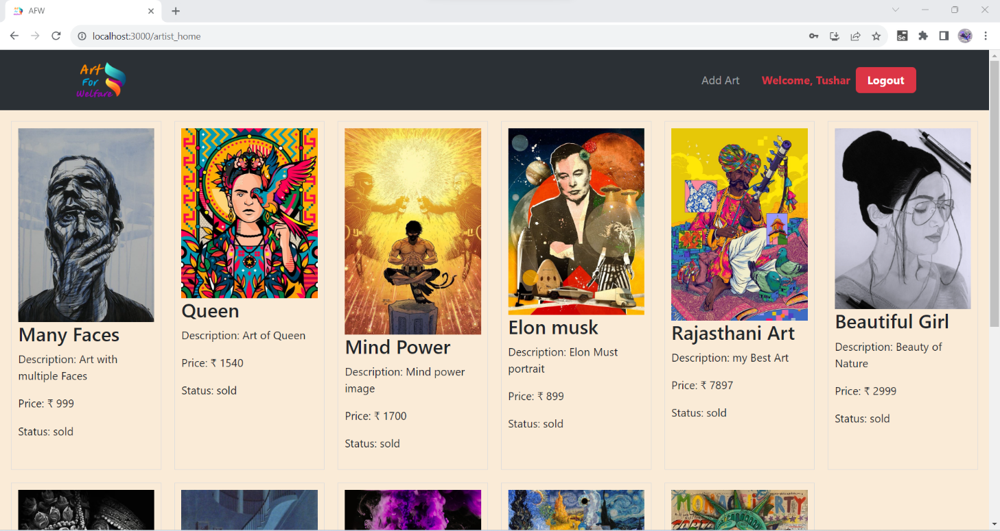 AFW
localhost:3000/artist_home
Se
Art
For
Welfare
Add Art
Welcome, Tushar
Logout
Many Faces
Description: Art with
multiple Faces
Price: ₹ 999
Status: sold
Queen
Description: Art of Queen
Price: ₹ 1540
Status: sold
Mind Power
Description: Mind power
image
Price: ₹ 1700
Status: sold
Elon musk
Description: Elon Must
portrait
Price: ₹ 899
Status: sold
Rajasthani Art
Description: my Best Art
Price: ₹ 7897
Status: sold
Beautiful Girl
Description: Beauty of
Nature
Price: ₹ 2999
Status: sold